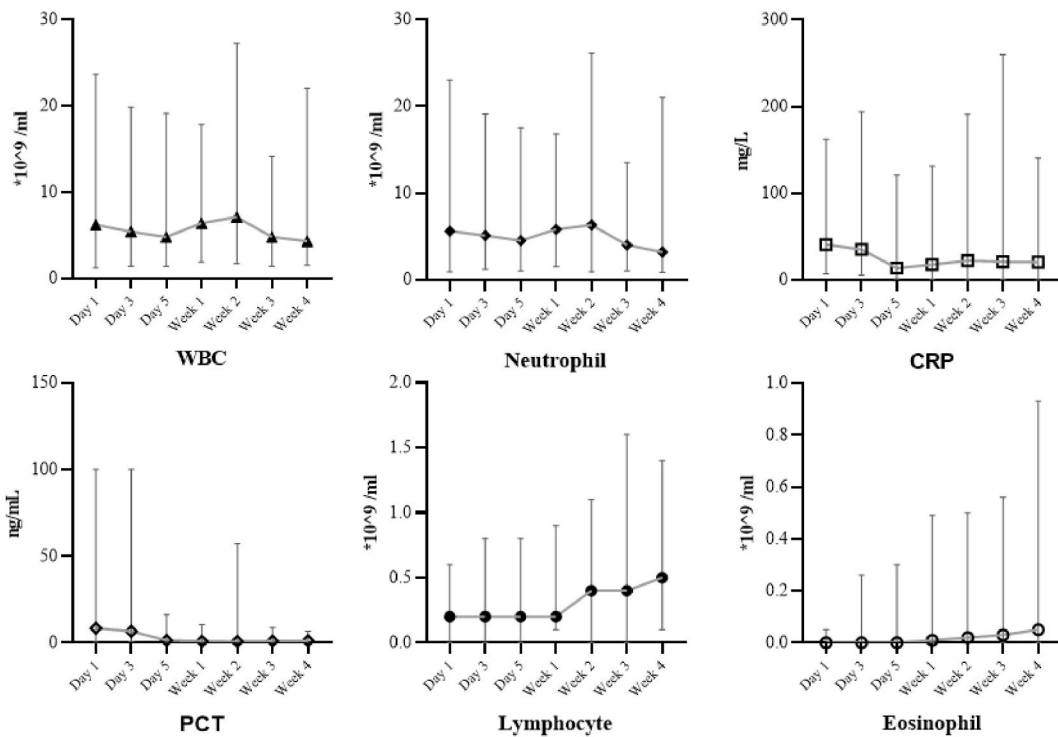 30
20
10
0
*10^9 /ml
Day 1
Day 3
Day 5
Week 1
Week 2
Week 3
Week 4
WBC
30
20
10
0
*10^9 /ml
Day 1
Day 3
Day 5
Week 1
Week 2
Week 3
Week 4
Neutrophil
300
200
100
0
mg/L
Day 1
Day 3
Day 5
Week 1
Week 2
Week 3
Week 4
CRP
150
100
50
0
ng/mL
Day 1
Day 3
Day 5
Week 1
Week 2
Week 3
Week 4
PCT
2.0
1.5
1.0
0.5
0.0
*10^9 /ml
Day 1
Day 3
Day 5
Week 1
Week 2
Week 3
Week 4
Lymphocyte
1.0
0.8
0.6
0.4
0.2
0.0
*10^9 /ml
Day 1
Day 3
Day 5
Week 1
Week 2
Week 3
Week 4
Eosinophil